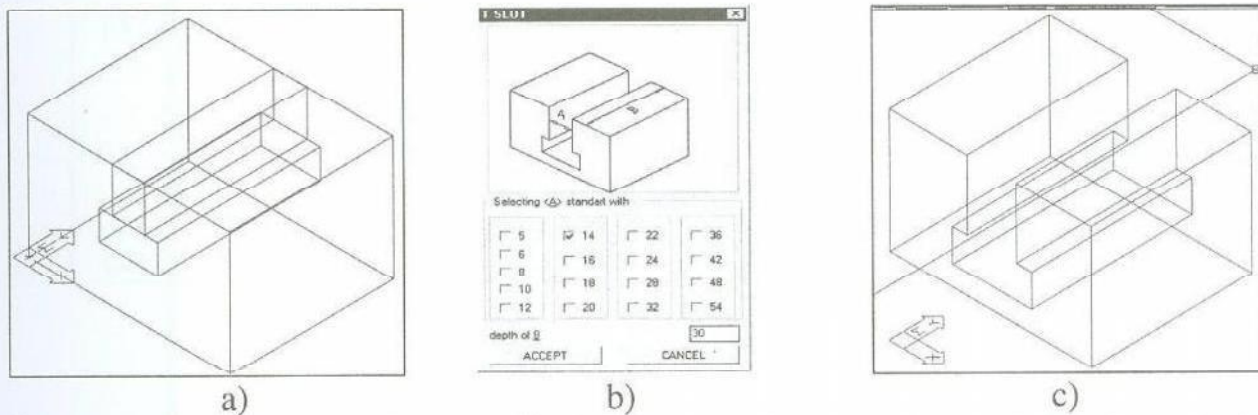 T SLOT
A
B
Selecting <A> standart with
5 14 22 36
6 16 24 42
8 18 28 48
10 20 32 54
12
depth of B 30
ACCEPT CANCEL
a) b) c)